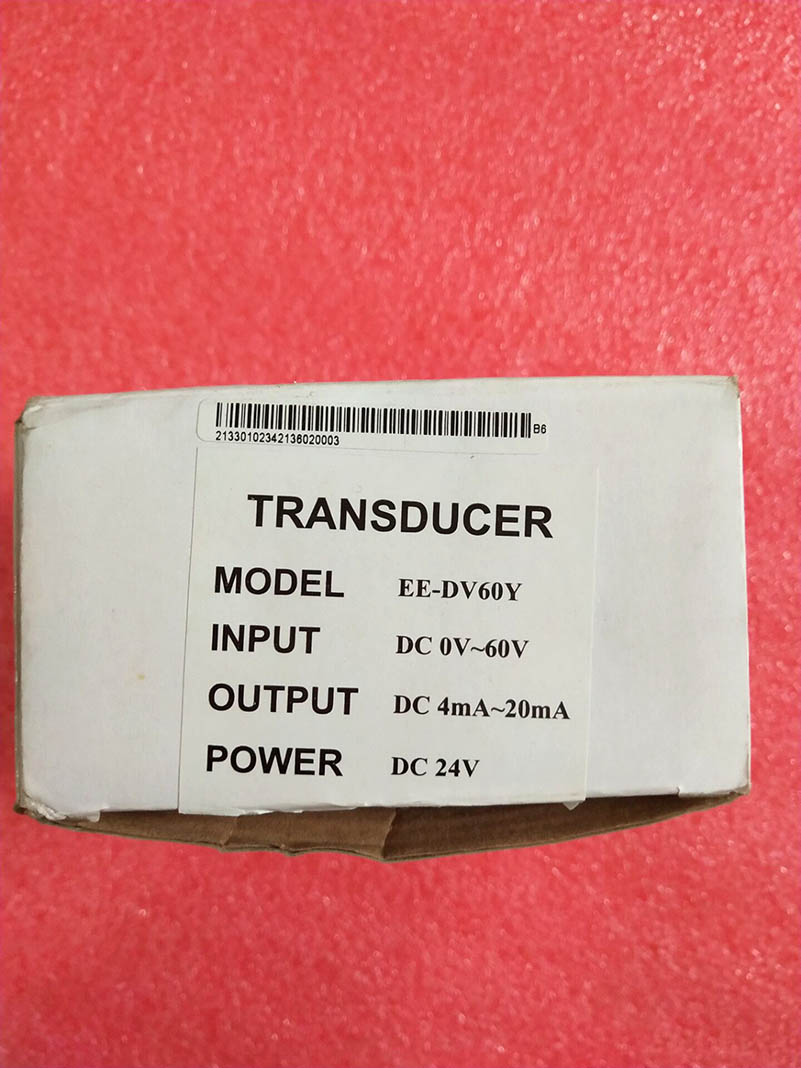 21330102342136020003 B6
TRANSDUCER
MODEL EE-DV60Y
INPUT DC 0V~60V
OUTPUT DC 4mA~20mA
POWER DC 24V